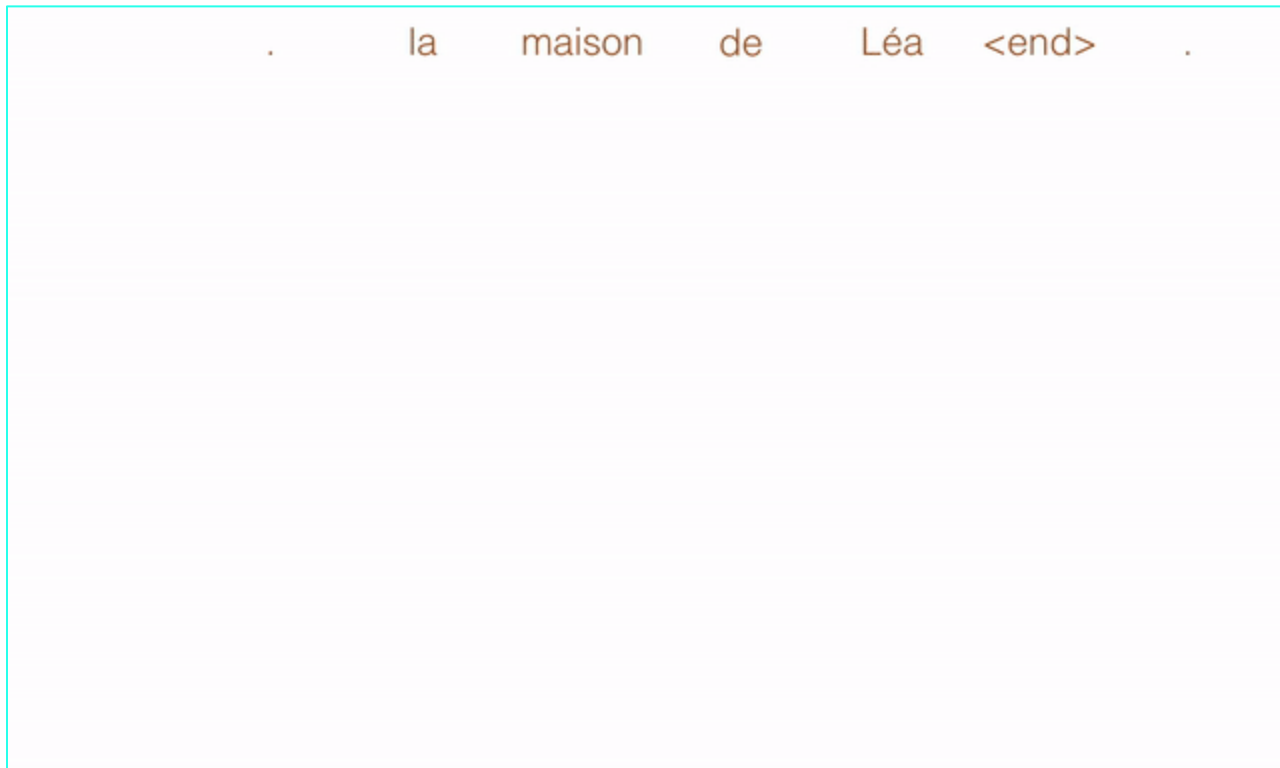 . la maison de Léa <end> .